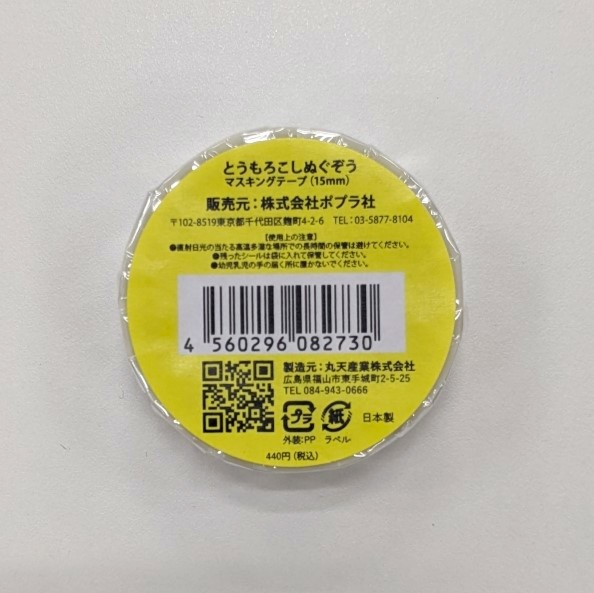 とうもろこしぬぐぞう
マスキングテープ(15mm)
販売元:株式会社ポプラ社
〒102-8519東京都千代田区麹町4-2-6 TEL:03-5877-8104
【使用上の注意】
●直射日光の当たる高温多湿な場所での長時間の保管は避けてください。
●残ったシールは袋に入れて保管してください。
●幼児乳児の手の届く所に置かないでください。
4 560296 082730
製造元:丸天産業株式会社
広島県福山市東手城町2-5-25
TEL 084-943-0666
プラ 紙 日本製
外装:PP ラベル
440円(税込)